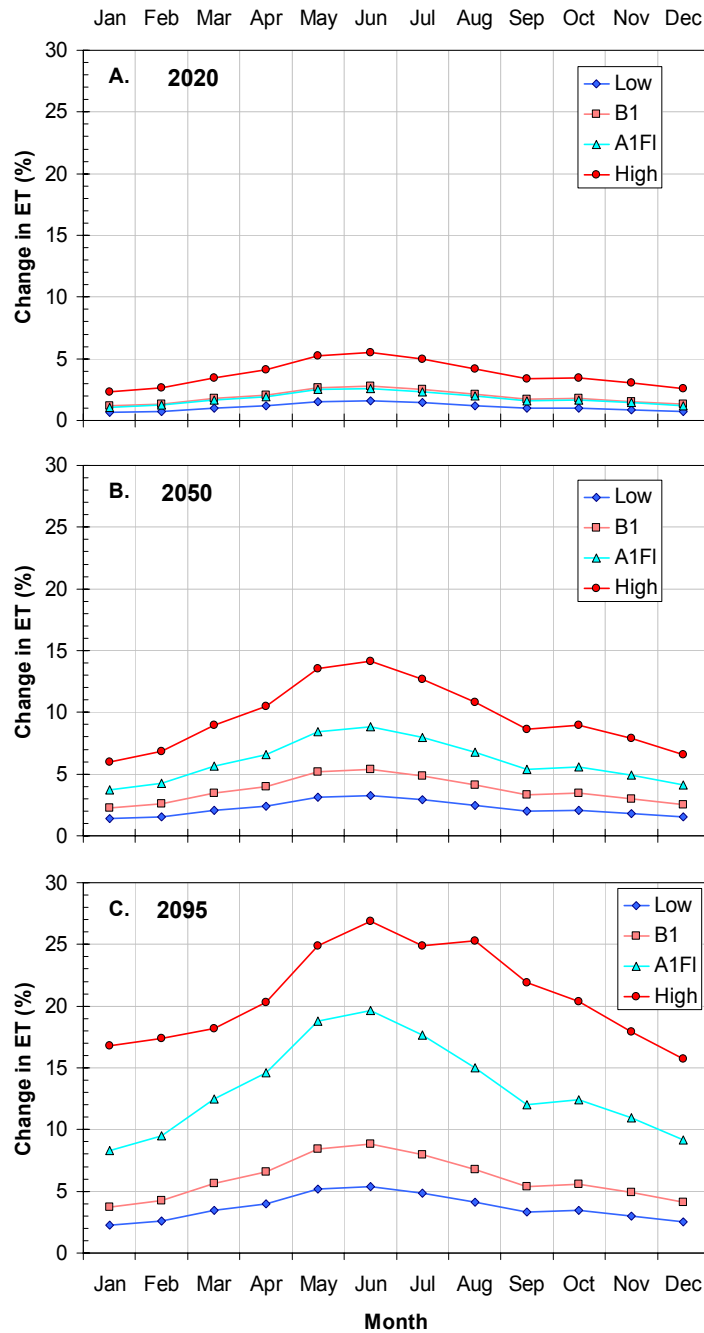 Jan Feb Mar Apr May Jun Jul Aug Sep Oct Nov Dec
30
25
20
15
10
5
0
Change in ET (%)
A. 2020
Low
B1
A1FI
High
30
25
20
15
10
5
0
Change in ET (%)
B. 2050
Low
B1
A1FI
High
30
25
20
15
10
5
0
Change in ET (%)
C. 2095
Low
B1
A1FI
High
Jan Feb Mar Apr May Jun Jul Aug Sep Oct Nov Dec
Month